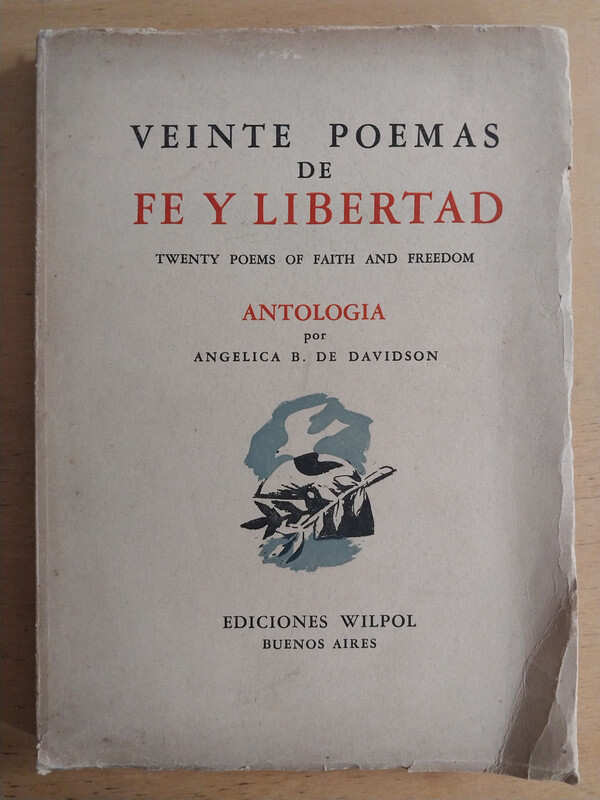 VEINTE POEMAS
DE
FE Y LIBERTAD
TWENTY POEMS OF FAITH AND FREEDOM
ANTOLOGIA
por
ANGELICA B. DE DAVIDSON
EDICIONES WILPOL
BUENOS AIRES